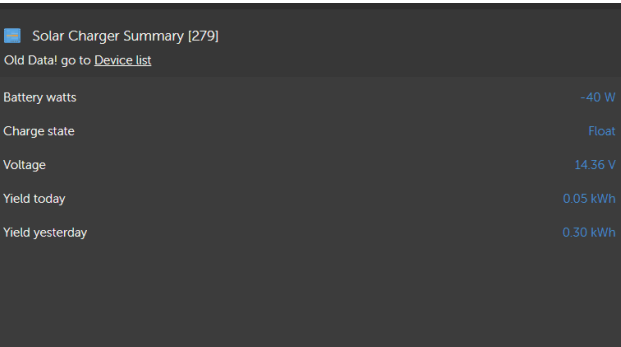 Solar Charger Summary [279]
Old Data! go to Device list
Battery watts -40 W
Charge state Float
Voltage 14.36 V
Yield today 0.05 kWh
Yield yesterday 0.30 kWh